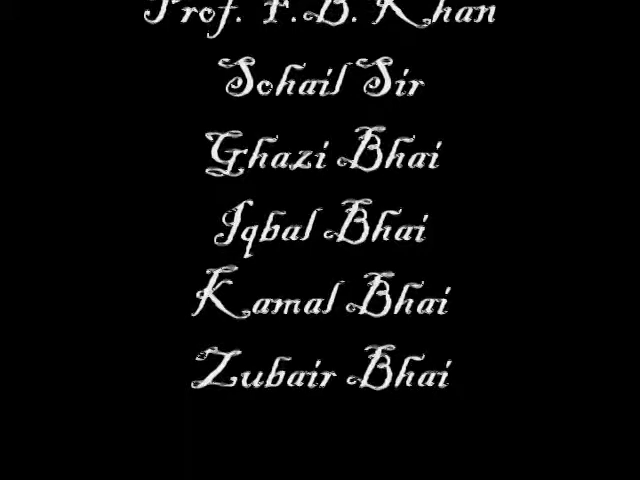 Prof. F.B. Khan
Sohail Sir
Ghazi Bhai
Iqbal Bhai
Kamal Bhai
Zubair Bhai